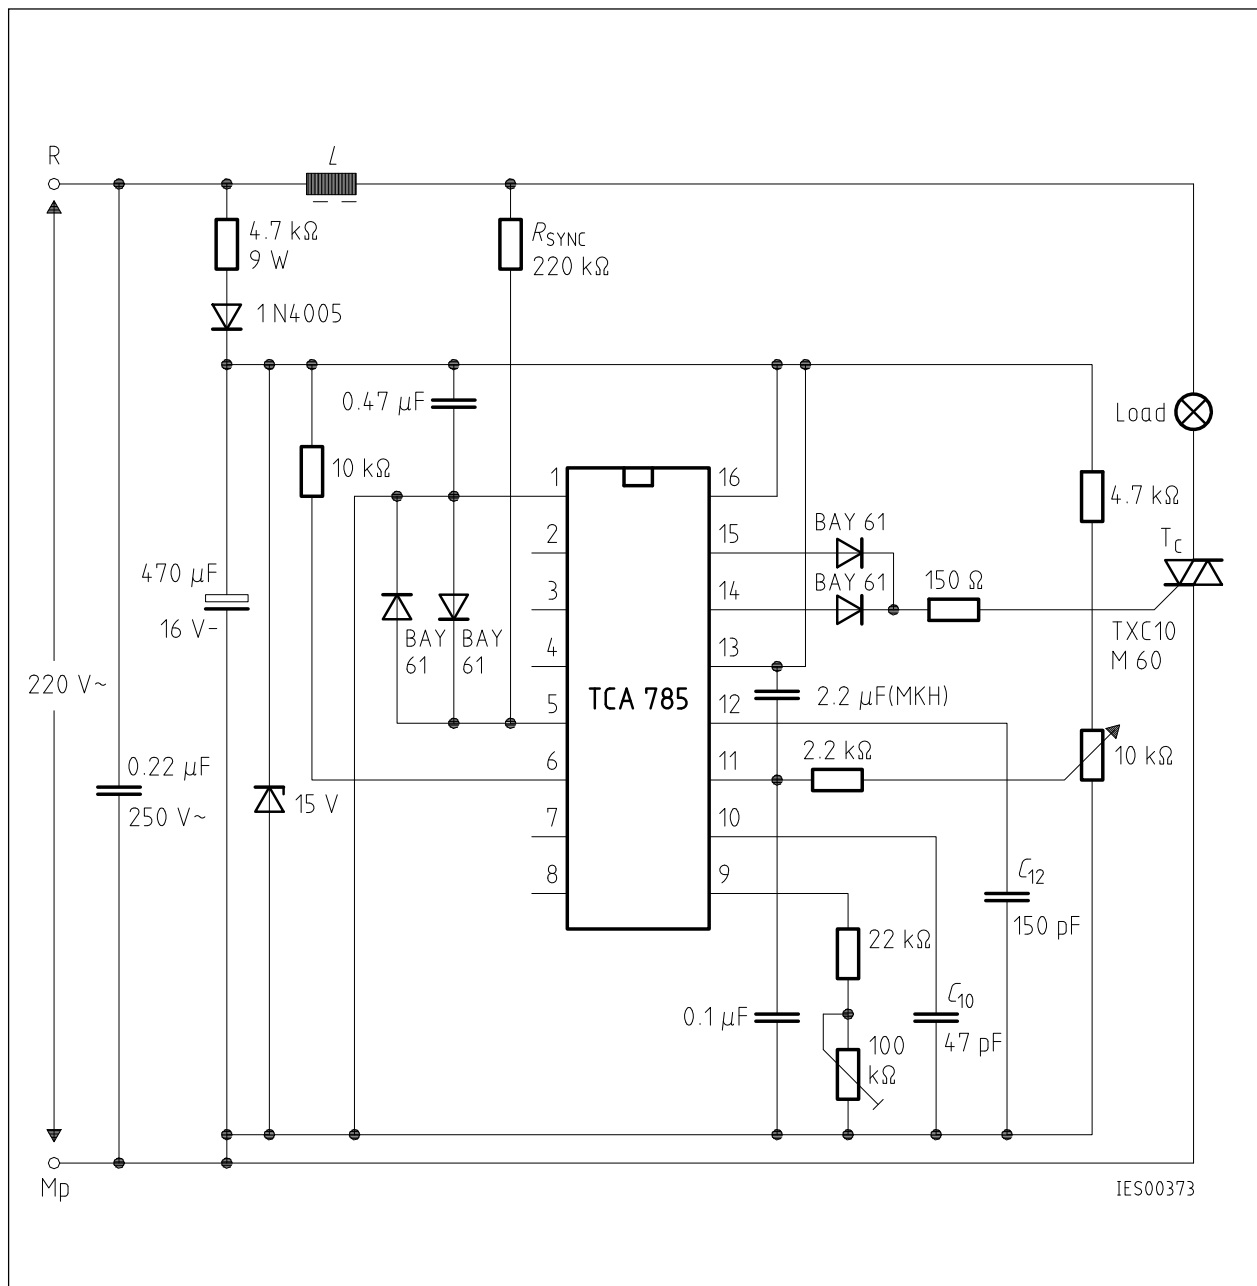 R
L
4.7 kΩ
9 W
R SYNC
220 kΩ
1N4005
0.47 µF
Load
10 kΩ
1
16
4.7 kΩ
BAY 61
2
15
T C
470 µF
16 V-
BAY 61
150 Ω
3
14
BAY
61
BAY
61
TXC10
M 60
4
13
220 V~
TCA 785
2.2 µF(MKH)
5
12
2.2 kΩ
10 kΩ
0.22 µF
250 V~
15 V
6
11
7
10
8
9
C12
150 pF
22 kΩ
C10
47 pF
0.1 µF
100
kΩ
Mp
IES00373